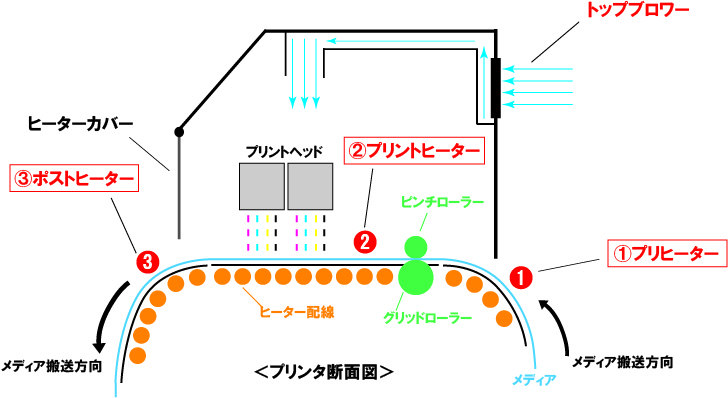 トップブロワー
ヒーターカバー
プリントヘッド
②プリントヒーター
③ポストヒーター
ピンチローラー
2
3
1
①プリヒーター
ヒーター配線
グリッドローラー
メディア搬送方向
＜プリンタ断面図＞
メディア
メディア搬送方向